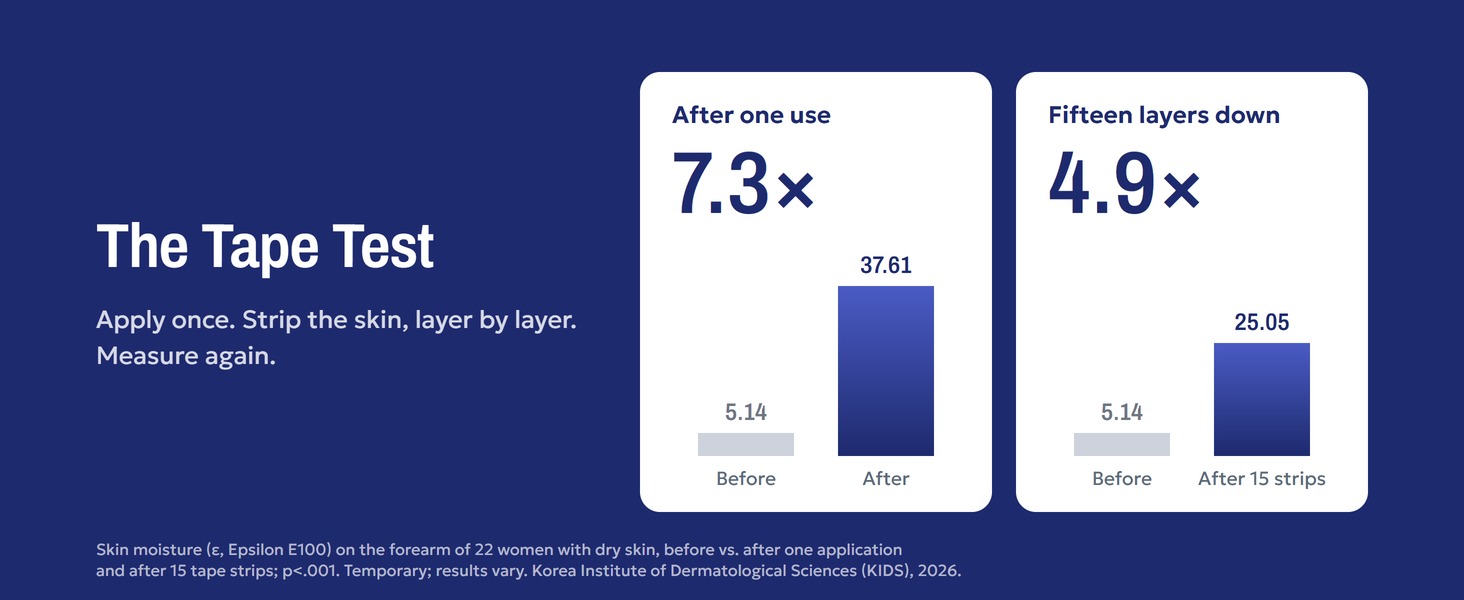 The Tape Test
Apply once. Strip the skin, layer by layer.
Measure again.
After one use
7.3×
37.61
5.14
Before
After
Fifteen layers down
4.9×
25.05
5.14
Before
After 15 strips
Skin moisture (ε, Epsilon E100) on the forearm of 22 women with dry skin, before vs. after one application
and after 15 tape strips; p<.001. Temporary; results vary. Korea Institute of Dermatological Sciences (KIDS), 2026.